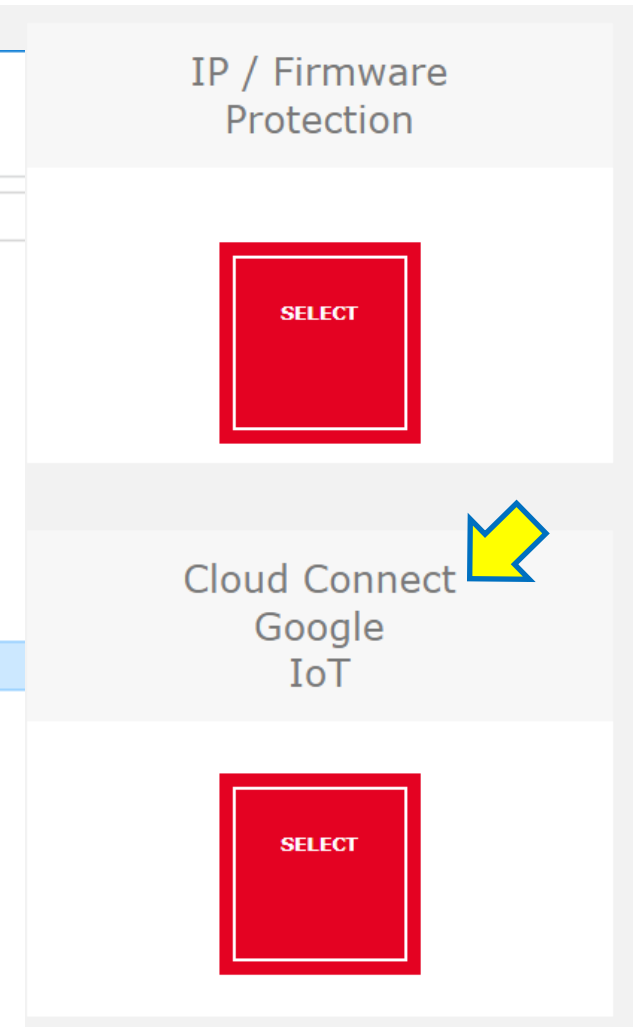 IP / Firmware
Protection
SELECT
Cloud Connect
Google
IoT
SELECT